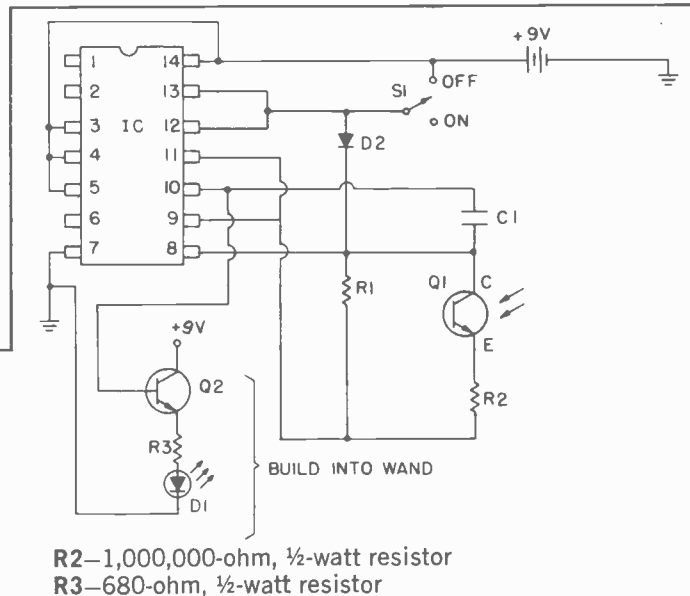 +9V
1 14
2 13
3 IC 12
4 11
5 10
6 9
7 8
S1 OFF
ON
D2
C1
R1
Q1 C
E
R2
+9V
Q2
R3
D1
BUILD INTO WAND
R2—1,000,000-ohm, ½-watt resistor
R3—680-ohm, ½-watt resistor